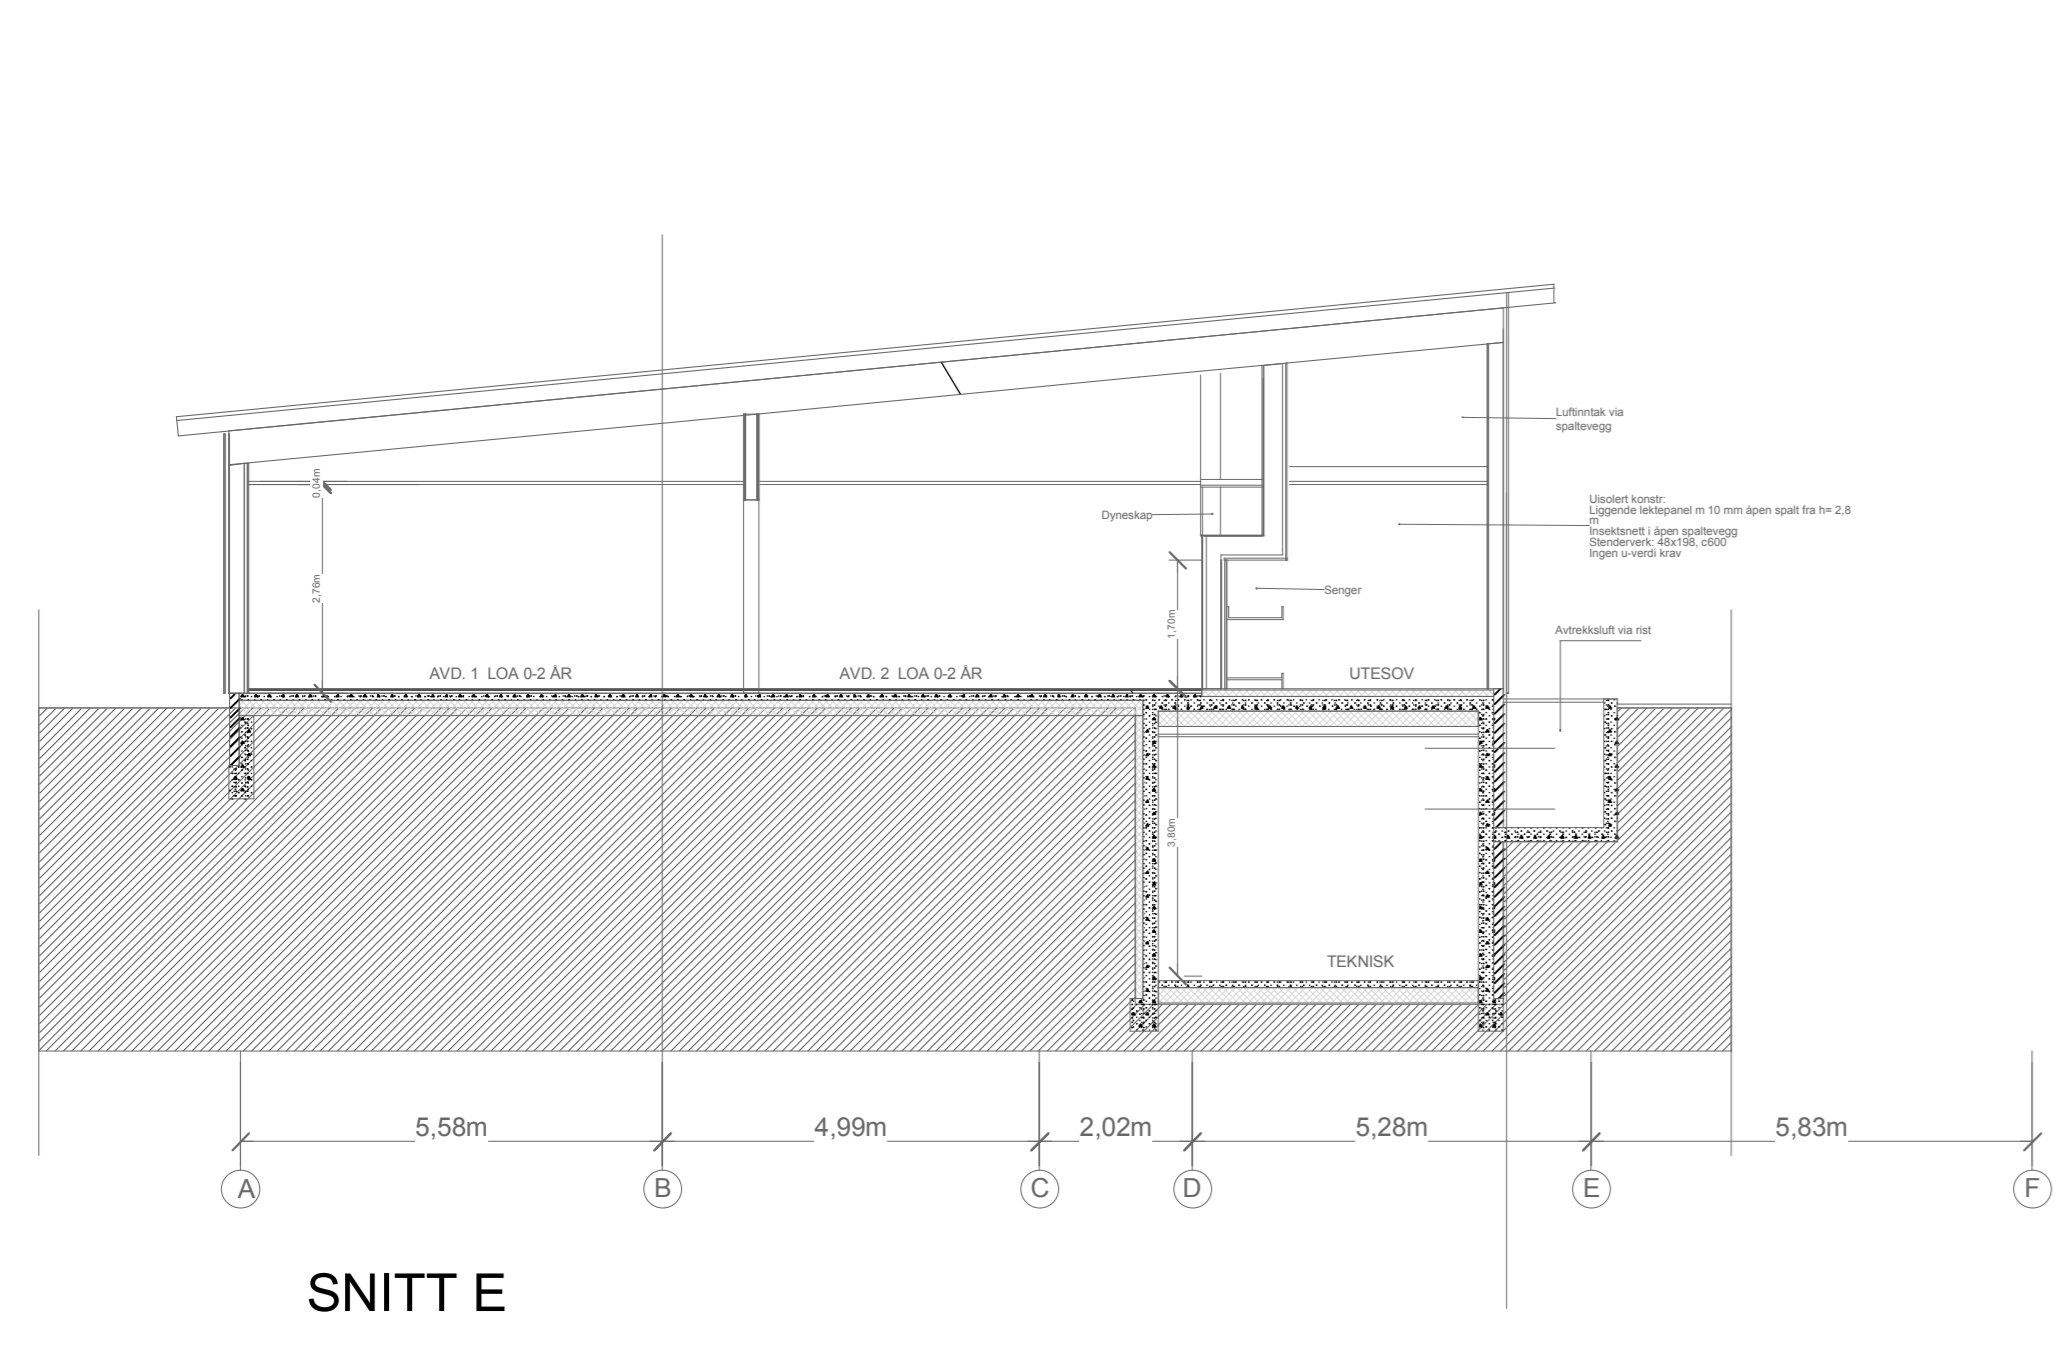 Luftinntak via
spaltevegg
0,04m
Uisolert konstr:
Liggende lektepanel m 10 mm åpen spalt fra h= 2,8
m
Insektsnett i åpen spaltevegg
Stenderverk: 48x198, c600
Ingen u-verdi krav
Dyneskap
2,76m
Senger
1,70m
Avtrekksluft via rist
AVD. 1 LOA 0-2 ÅR
AVD. 2 LOA 0-2 ÅR
UTESOV
3,80m
TEKNISK
5,58m
4,99m
2,02m
5,28m
5,83m
A
B
C
D
E
F
SNITT E